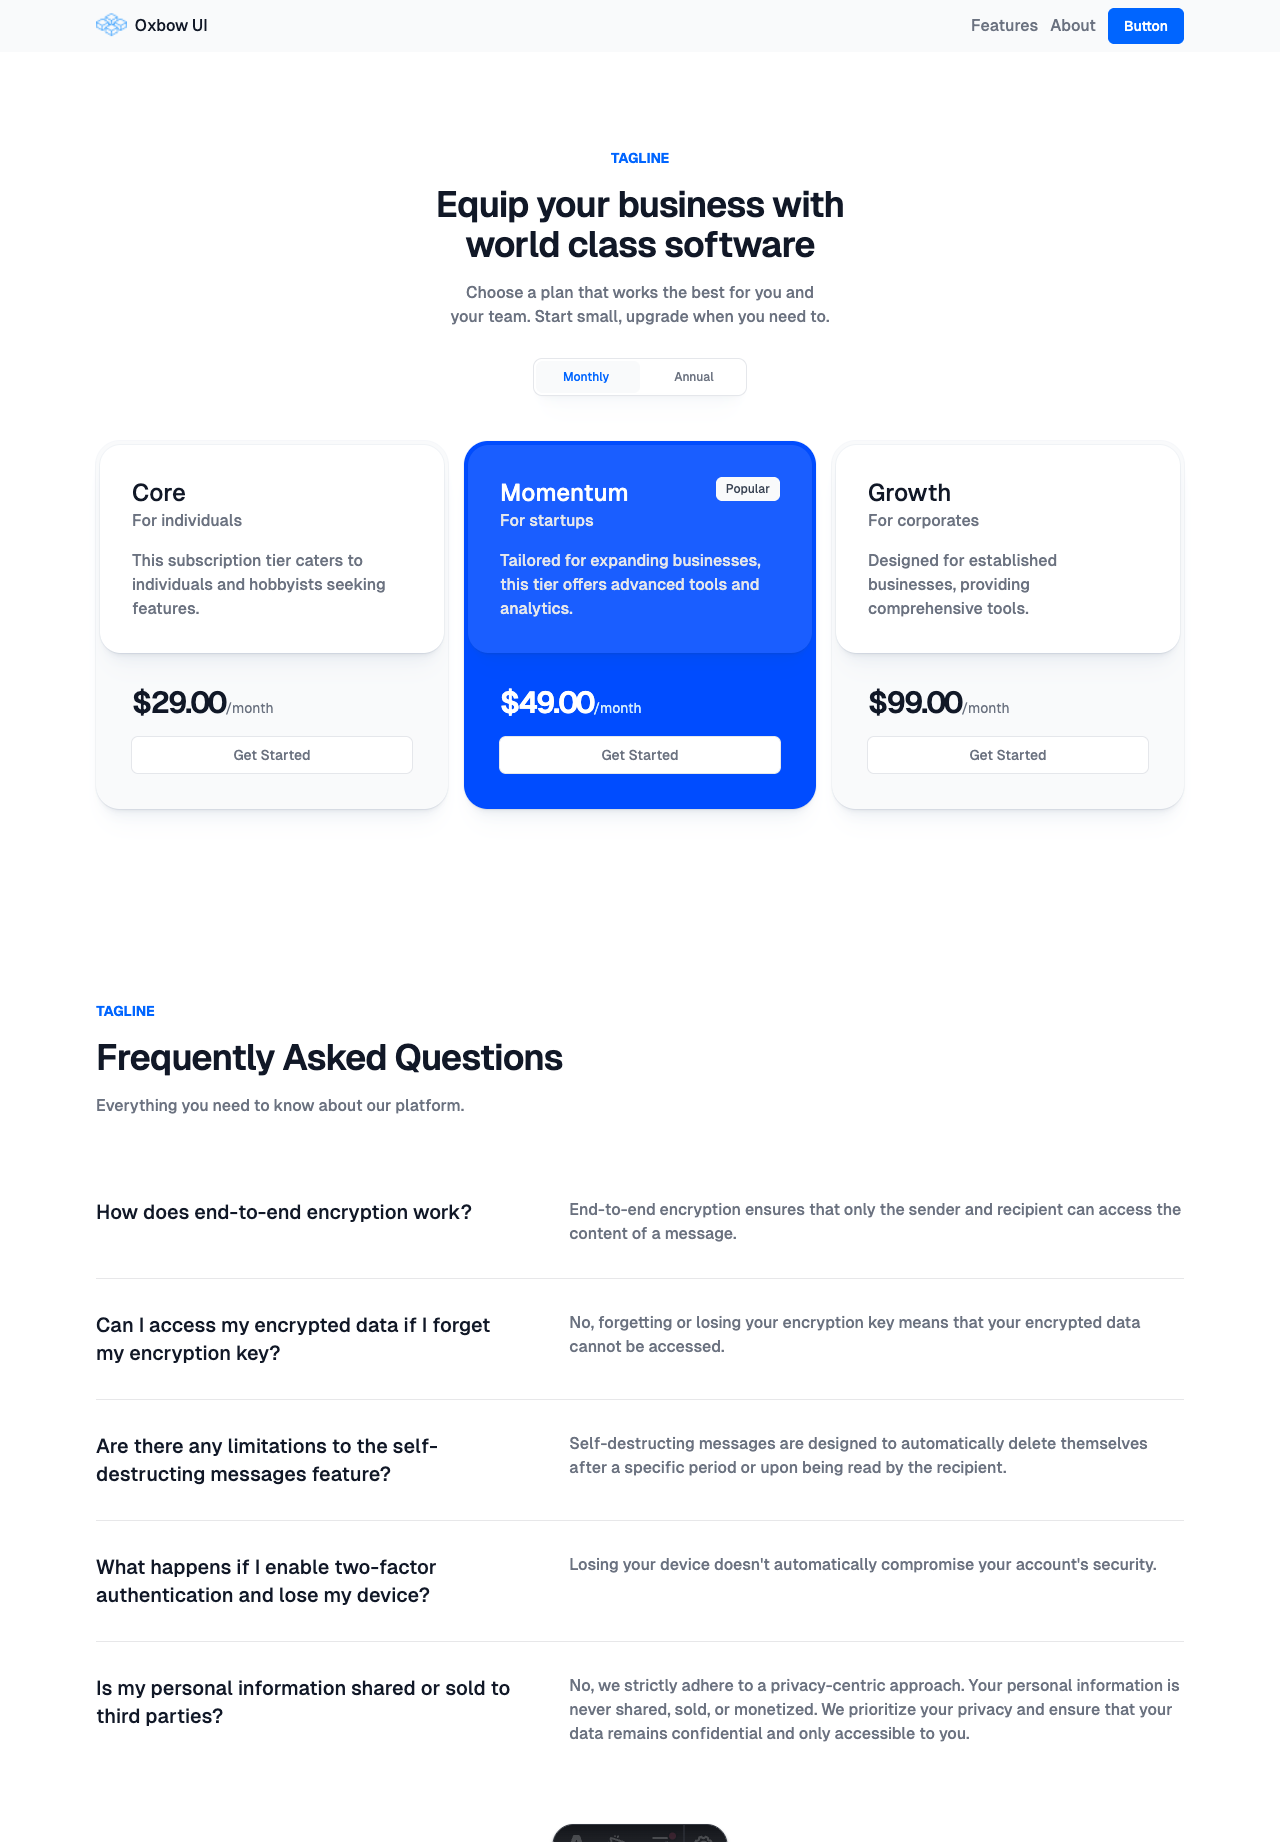 Oxbow UI
Features About Button
TAGLINE
Equip your business with
world class software
Choose a plan that works the best for you and
your team. Start small, upgrade when you need to.
Monthly Annual
Core
For individuals
This subscription tier caters to
individuals and hobbyists seeking
features.
$29.00/month
Get Started
Momentum
Popular
For startups
Tailored for expanding businesses,
this tier offers advanced tools and
analytics.
$49.00/month
Get Started
Growth
For corporates
Designed for established
businesses, providing
comprehensive tools.
$99.00/month
Get Started
TAGLINE
Frequently Asked Questions
Everything you need to know about our platform.
How does end-to-end encryption work?
End-to-end encryption ensures that only the sender and recipient can access the
content of a message.
Can I access my encrypted data if I forget
my encryption key?
No, forgetting or losing your encryption key means that your encrypted data
cannot be accessed.
Are there any limitations to the self-
destructing messages feature?
Self-destructing messages are designed to automatically delete themselves
after a specific period or upon being read by the recipient.
What happens if I enable two-factor
authentication and lose my device?
Losing your device doesn't automatically compromise your account's security.
Is my personal information shared or sold to
third parties?
No, we strictly adhere to a privacy-centric approach. Your personal information is
never shared, sold, or monetized. We prioritize your privacy and ensure that your
data remains confidential and only accessible to you.